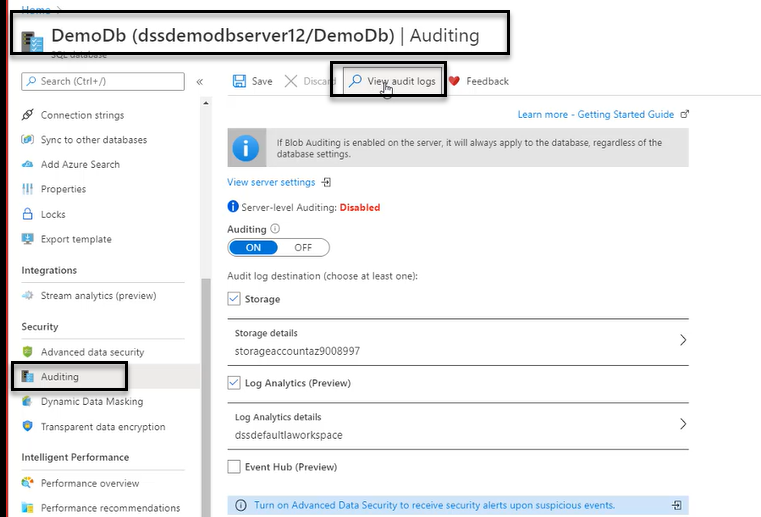 Home
DemoDb (dssdemodbserver12/DemoDb) | Auditing
SQL database
Search (Ctrl+/)
«
Save
Discard
View audit logs
Feedback
Connection strings
Sync to other databases
Add Azure Search
Properties
Locks
Export template
Integrations
Stream analytics (preview)
Security
Advanced data security
Auditing
Dynamic Data Masking
Transparent data encryption
Intelligent Performance
Performance overview
Performance recommendations
Learn more - Getting Started Guide
If Blob Auditing is enabled on the server, it will always apply to the database, regardless of the
database settings.
View server settings
Server-level Auditing: Disabled
Auditing
ON OFF
Audit log destination (choose at least one):
Storage
Storage details
storageaccountaz9008997
Log Analytics (Preview)
Log Analytics details
dssdefaultlaworkspace
Event Hub (Preview)
Turn on Advanced Data Security to receive security alerts upon suspicious events.